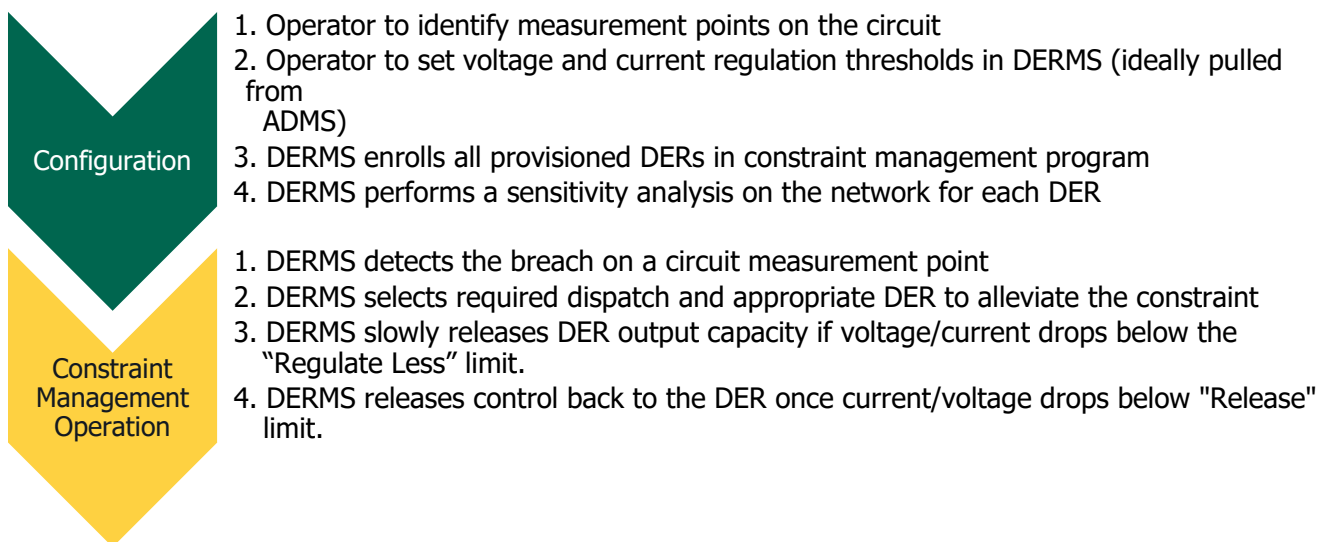 Configuration
1. Operator to identify measurement points on the circuit
2. Operator to set voltage and current regulation thresholds in DERMS (ideally pulled
from
ADMS)
3. DERMS enrolls all provisioned DERs in constraint management program
4. DERMS performs a sensitivity analysis on the network for each DER
Constraint
Management
Operation
1. DERMS detects the breach on a circuit measurement point
2. DERMS selects required dispatch and appropriate DER to alleviate the constraint
3. DERMS slowly releases DER output capacity if voltage/current drops below the
“Regulate Less” limit.
4. DERMS releases control back to the DER once current/voltage drops below "Release"
limit.